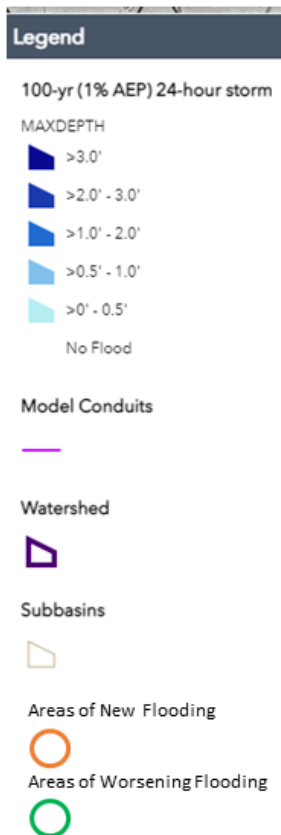 Legend
100-yr (1% AEP) 24-hour storm
MAXDEPTH
>3.0'
>2.0' - 3.0'
>1.0' - 2.0'
>0.5' - 1.0'
>0' - 0.5'
No Flood
Model Conduits
Watershed
Subbasins
Areas of New Flooding
Areas of Worsening Flooding